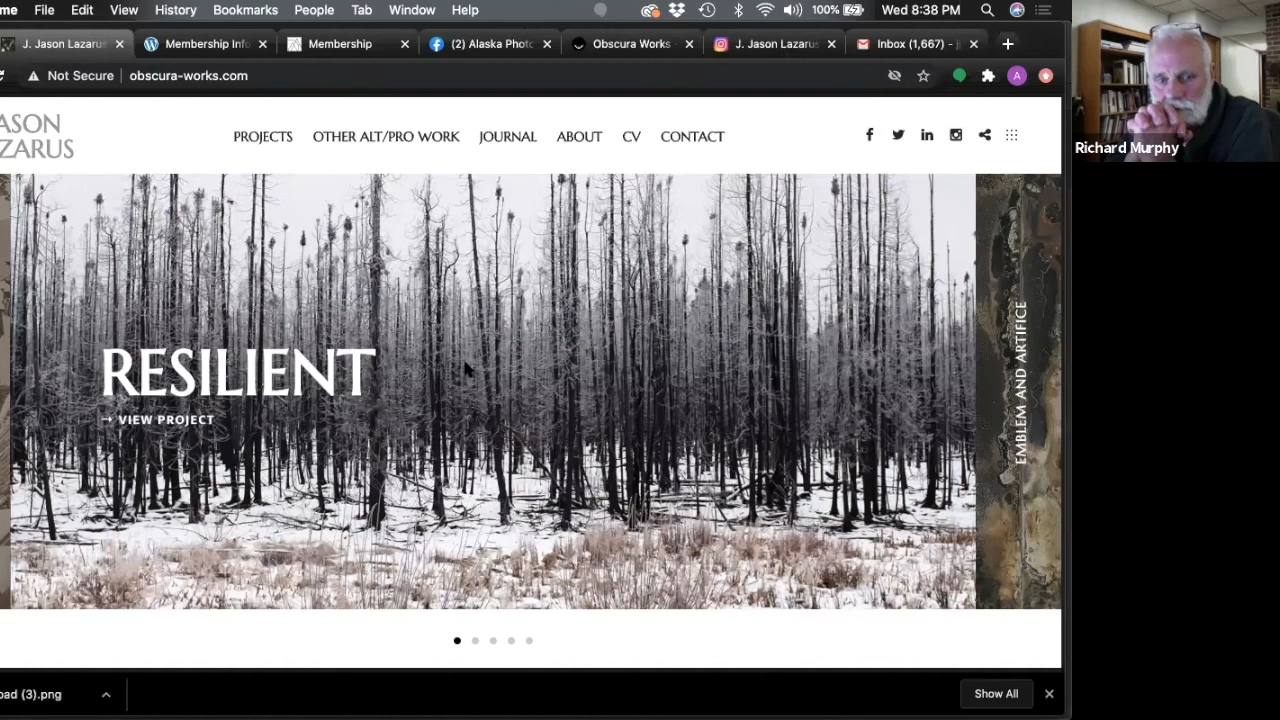 me File Edit View History Bookmarks People Tab Window Help 100% Wed 8:38 PM
J. Jason Lazarus Membership Info Membership (2) Alaska Photo Obscura Works - J. Jason Lazarus Inbox (1,667) - j
Not Secure obscura-works.com A
ASON
LAZARUS
PROJECTS OTHER ALT/PRO WORK JOURNAL ABOUT CV CONTACT
Richard Murphy
RESILIENT
→ VIEW PROJECT
EMBLEM AND ARTIFICE
oad (3).png
Show All